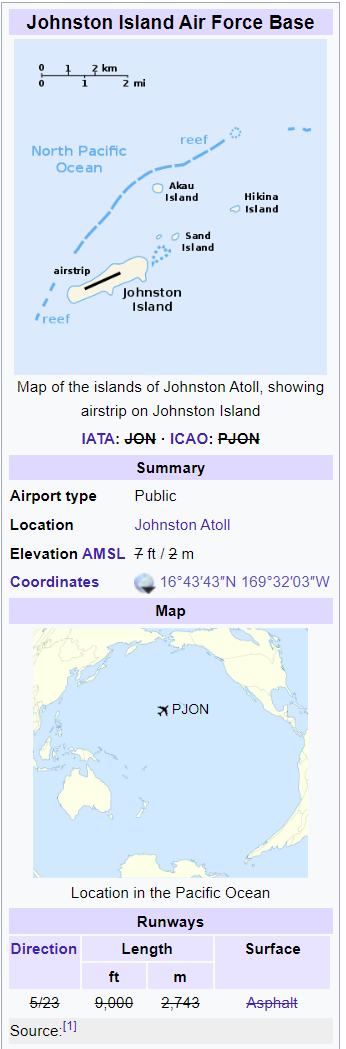 Johnston Island Air Force Base
0 1 2 km
0 1 2 mi
reef
North Pacific
Ocean
Akau
Island
Hikina
Island
Sand
Island
airstrip
Johnston
Island
reef
Map of the islands of Johnston Atoll, showing
airstrip on Johnston Island
IATA: JON · ICAO: PJON
Summary
Airport type Public
Location Johnston Atoll
Elevation AMSL 7 ft / 2 m
Coordinates 16°43′43″N 169°32′03″W
Map
PJON
Location in the Pacific Ocean
Runways
Direction Length Surface
ft m
5/23 9,000 2,743 Asphalt
Source:[1]